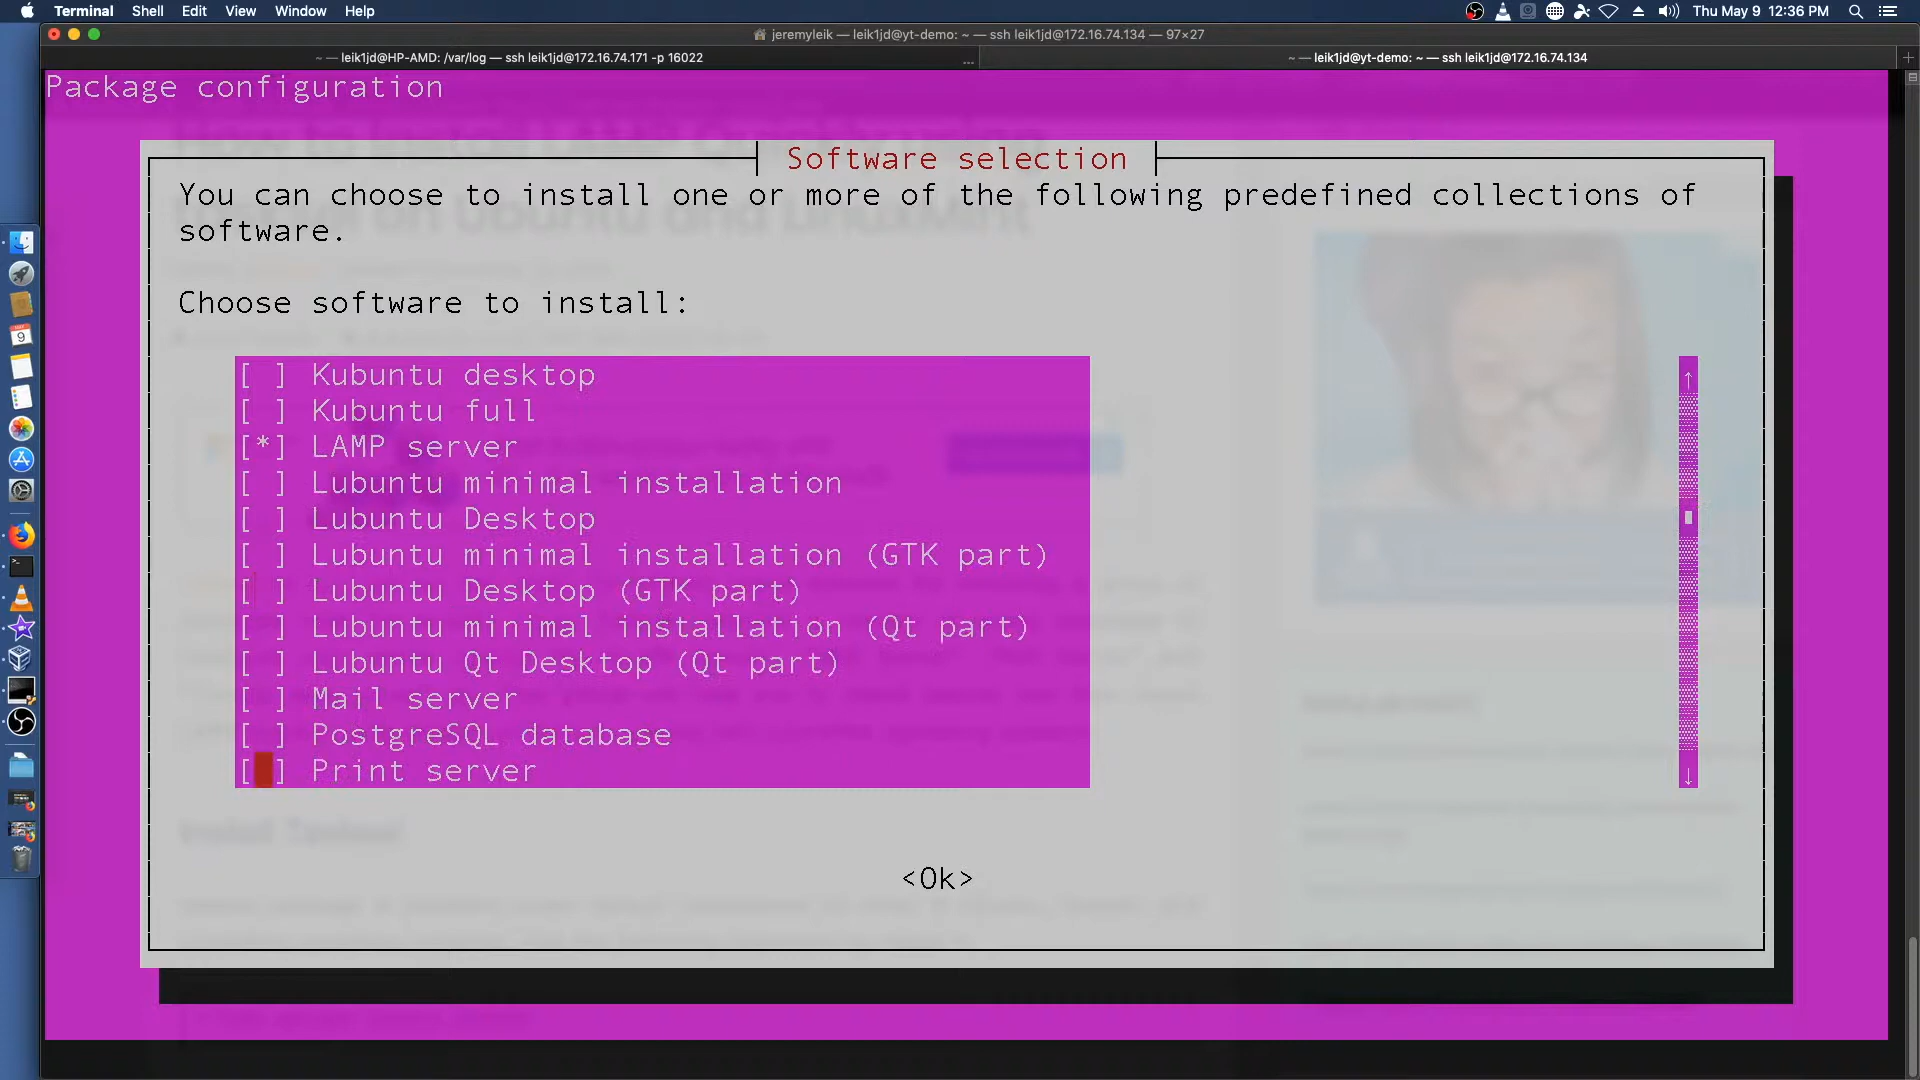 Terminal Shell Edit View Window Help
Thu May 9 12:36 PM
jeremyleik — leik1jd@yt-demo: ~ — ssh leik1jd@172.16.74.134 — 97×27
~ — leik1jd@HP-AMD: /var/log — ssh leik1jd@172.16.74.171 -p 16022
...
~ — leik1jd@yt-demo: ~ — ssh leik1jd@172.16.74.134
Package configuration
Software selection
You can choose to install one or more of the following predefined collections of
software.
Choose software to install:
[ ] Kubuntu desktop
[ ] Kubuntu full
[*] LAMP server
[ ] Lubuntu minimal installation
[ ] Lubuntu Desktop
[ ] Lubuntu minimal installation (GTK part)
[ ] Lubuntu Desktop (GTK part)
[ ] Lubuntu minimal installation (Qt part)
[ ] Lubuntu Qt Desktop (Qt part)
[ ] Mail server
[ ] PostgreSQL database
[ ] Print server
<Ok>